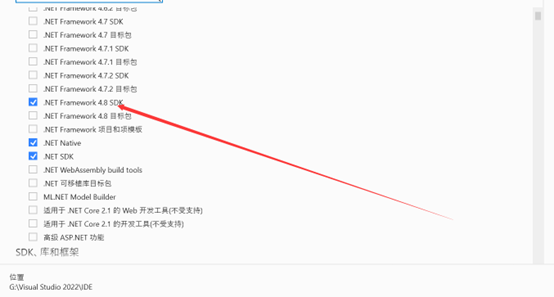 .NET Framework 4.6.2 目标包
.NET Framework 4.7 SDK
.NET Framework 4.7 目标包
.NET Framework 4.7.1 SDK
.NET Framework 4.7.1 目标包
.NET Framework 4.7.2 SDK
.NET Framework 4.7.2 目标包
.NET Framework 4.8 SDK
.NET Framework 4.8 目标包
.NET Framework 项目和项模板
.NET Native
.NET SDK
.NET WebAssembly build tools
.NET 可移植库目标包
ML.NET Model Builder
适用于 .NET Core 2.1 的 Web 开发工具(不受支持)
适用于 .NET Core 2.1 的开发工具(不受支持)
高级 ASP.NET 功能
SDK、库和框架
位置
G:\Visual Studio 2022\IDE